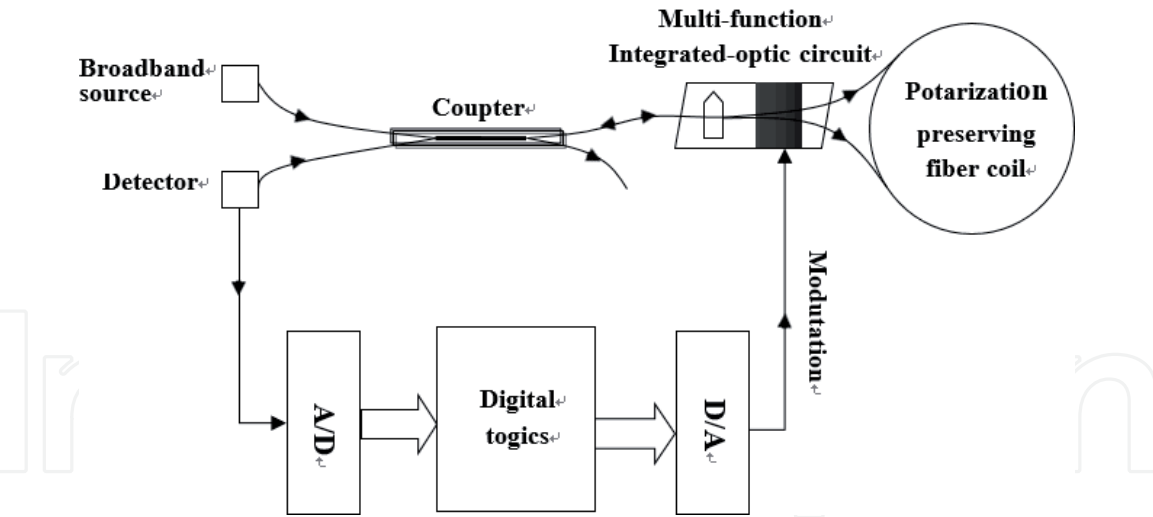 Multi-function
Integrated-optic circuit
Broadband
source
Coupter
Potarization
preserving
fiber coil
Detector
Modutation
A/D
Digital
togics
D/A